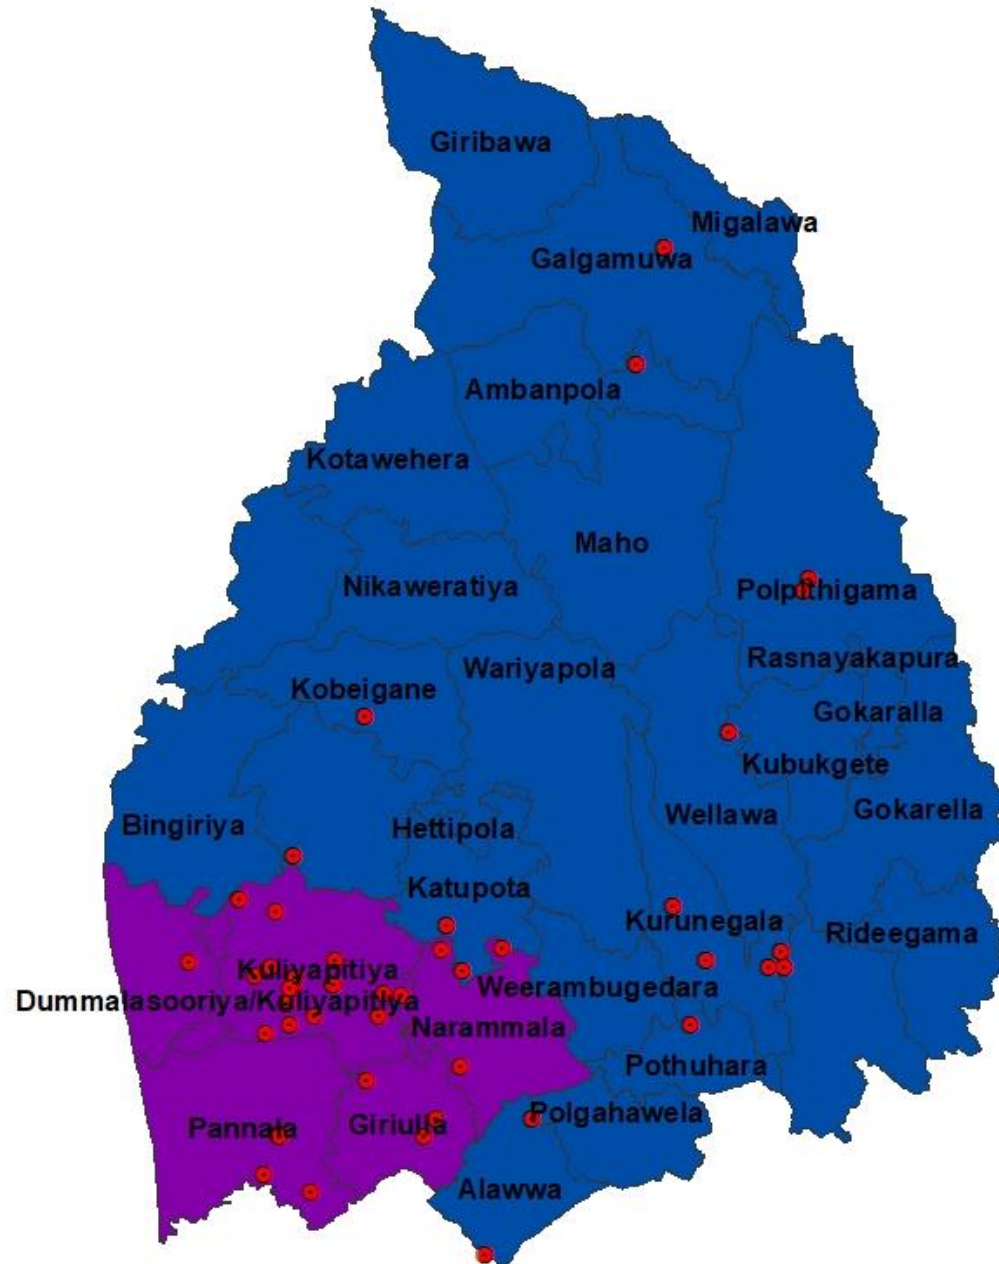 Giribawa
Migalawa
Galgamuwa
Ambanpola
Kotawehera
Maho
Nikaweratiya
Polpithigama
Rasnayakapura
Wariyapola
Kobeigane
Gokaralla
Kubukgete
Gokarella
Wellawa
Bingiriya
Hettipola
Katupota
Kurunegala
Rideegama
Kuliyapitiya
Weerambugedara
Dummalasooriya/Kuliyapitiya
Narammala
Pothuhara
Polgahawela
Pannala
Giriulla
Alawwa